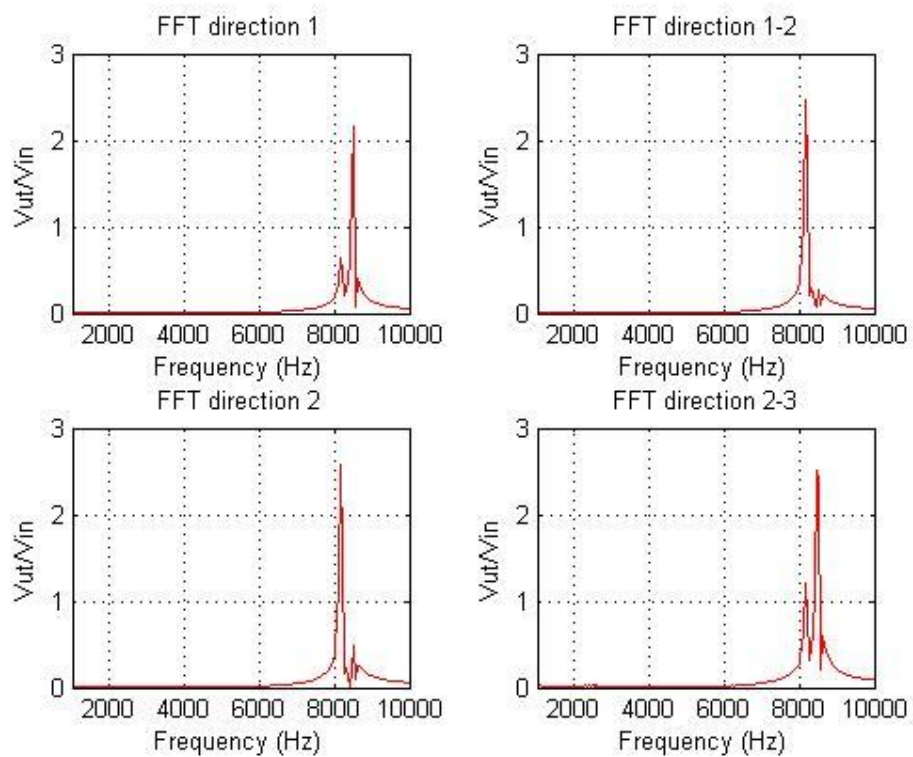 FFT direction 1
3
2
1
0
Vut/Vin
2000 4000 6000 8000 10000
Frequency (Hz)
FFT direction 1-2
3
2
1
0
Vut/Vin
2000 4000 6000 8000 10000
Frequency (Hz)
FFT direction 2
3
2
1
0
Vut/Vin
2000 4000 6000 8000 10000
Frequency (Hz)
FFT direction 2-3
3
2
1
0
Vut/Vin
2000 4000 6000 8000 10000
Frequency (Hz)